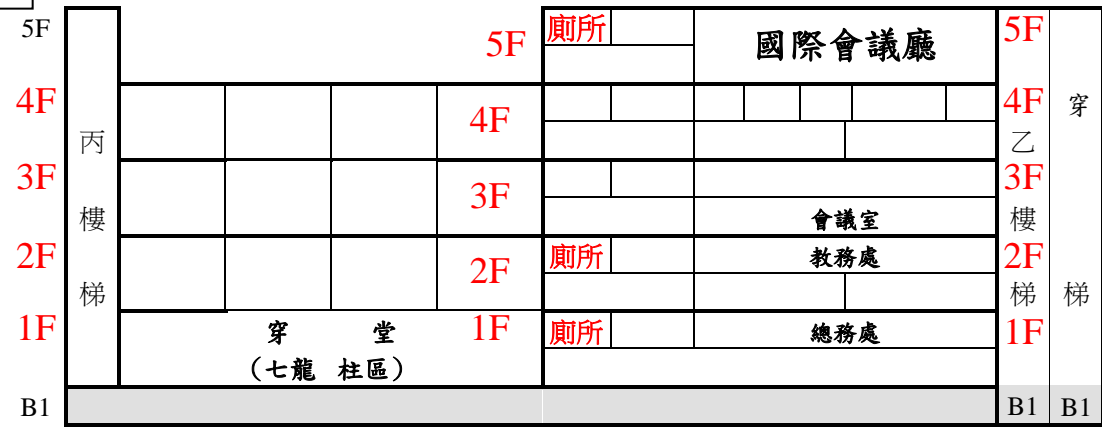 5F 5F 廁所 國際會議廳 5F
4F 4F 4F 穿
丙 乙
3F 3F 3F
樓 會議室 樓
2F 2F 廁所 教務處 2F
梯 梯 梯
1F 穿 堂 1F 廁所 總務處 1F
(七龍 柱區)
B1 B1 B1